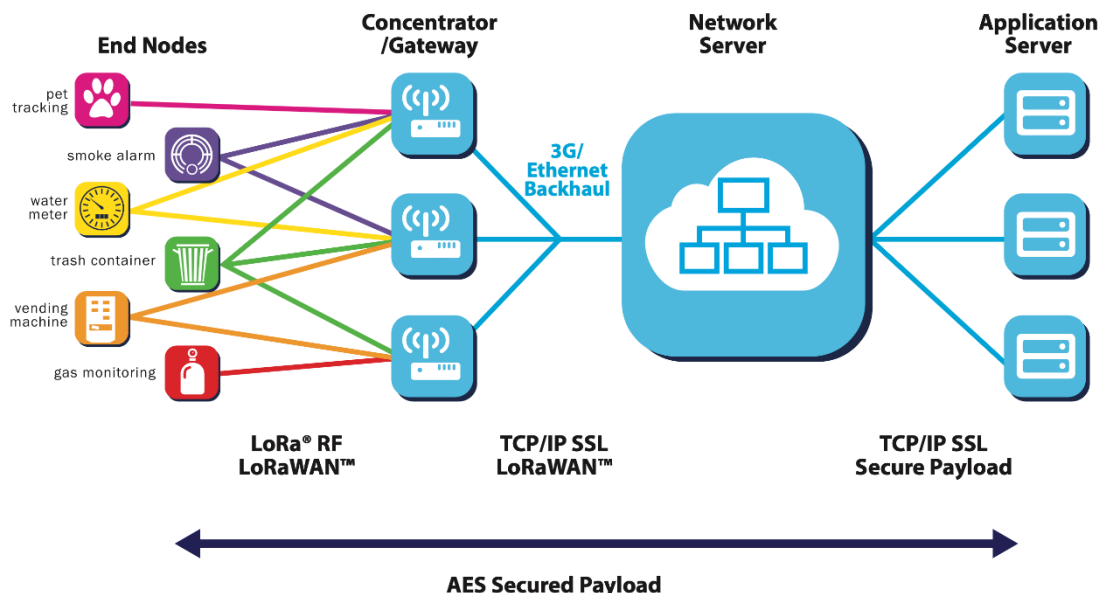 End Nodes
Concentrator
/Gateway
Network
Server
Application
Server
pet
tracking
smoke alarm
water
meter
trash container
vending
machine
gas monitoring
3G/
Ethernet
Backhaul
LoRa® RF
LoRaWAN™
TCP/IP SSL
LoRaWAN™
TCP/IP SSL
Secure Payload
AES Secured Payload